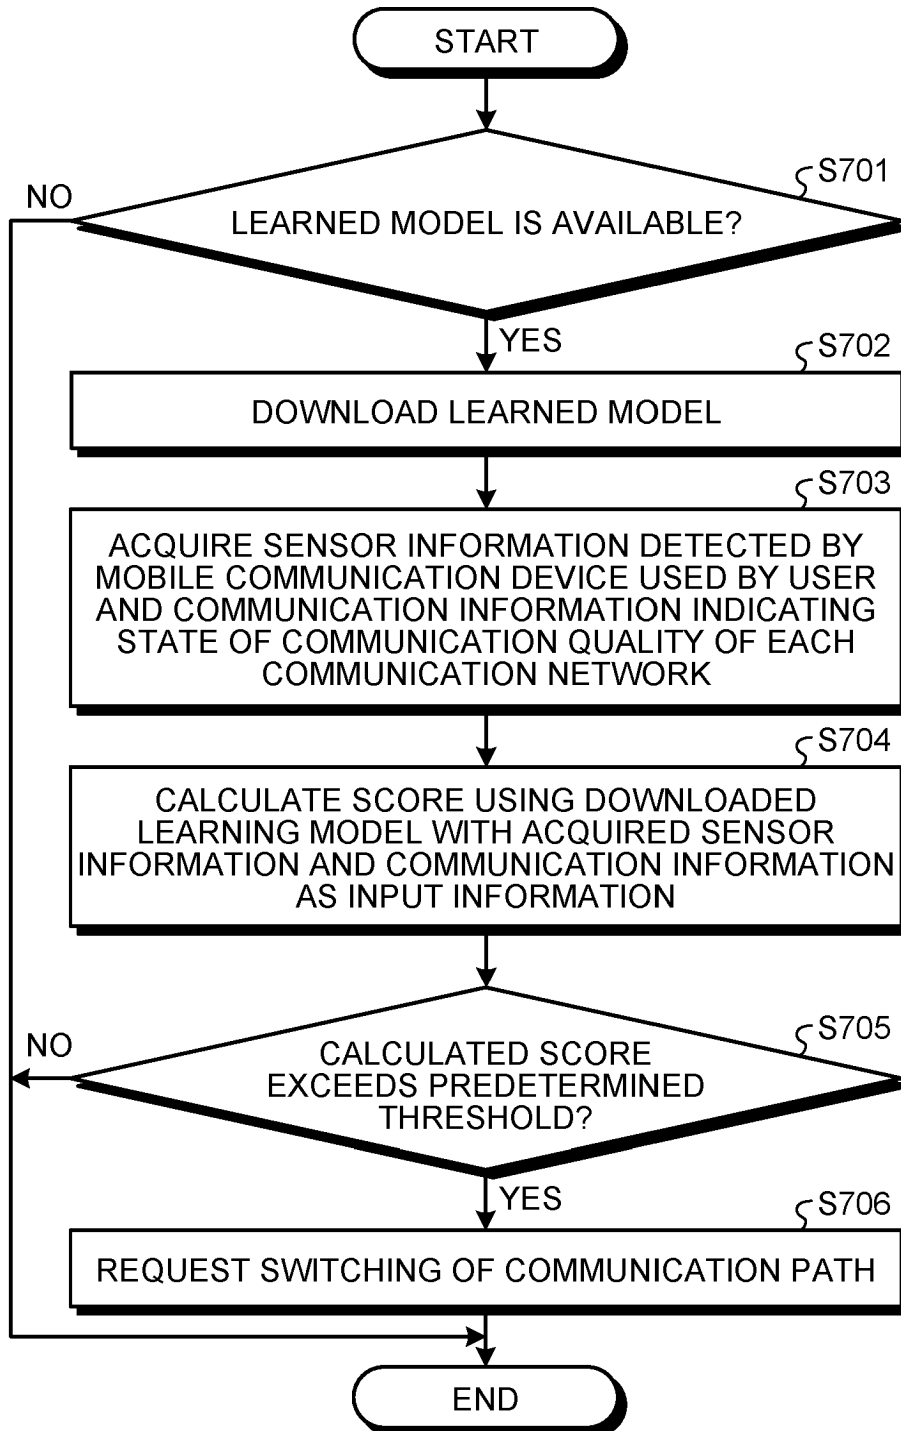 START
S701
NO
LEARNED MODEL IS AVAILABLE?
YES
S702
DOWNLOAD LEARNED MODEL
S703
ACQUIRE SENSOR INFORMATION DETECTED BY
MOBILE COMMUNICATION DEVICE USED BY USER
AND COMMUNICATION INFORMATION INDICATING
STATE OF COMMUNICATION QUALITY OF EACH
COMMUNICATION NETWORK
S704
CALCULATE SCORE USING DOWNLOADED
LEARNING MODEL WITH ACQUIRED SENSOR
INFORMATION AND COMMUNICATION INFORMATION
AS INPUT INFORMATION
S705
NO
CALCULATED SCORE
EXCEEDS PREDETERMINED
THRESHOLD?
YES
S706
REQUEST SWITCHING OF COMMUNICATION PATH
END